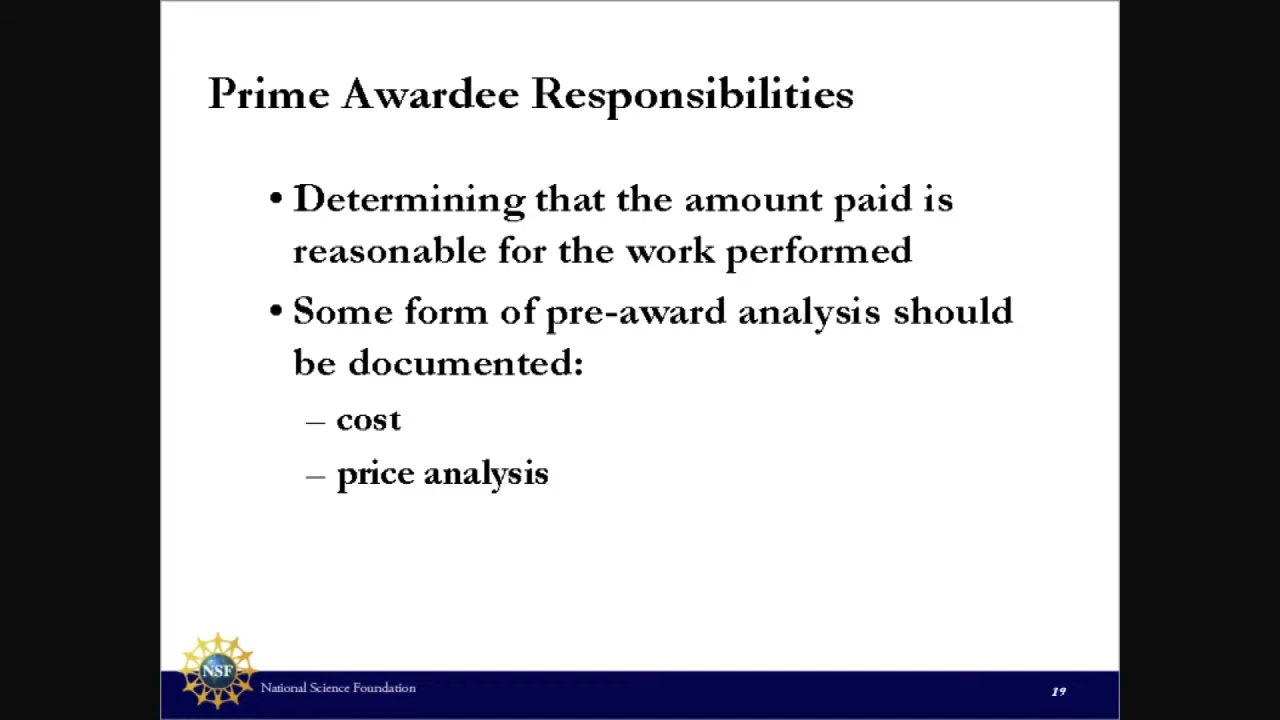 Prime Awardee Responsibilities
• Determining that the amount paid is
reasonable for the work performed
• Some form of pre-award analysis should
be documented:
– cost
– price analysis
NSF
National Science Foundation
19